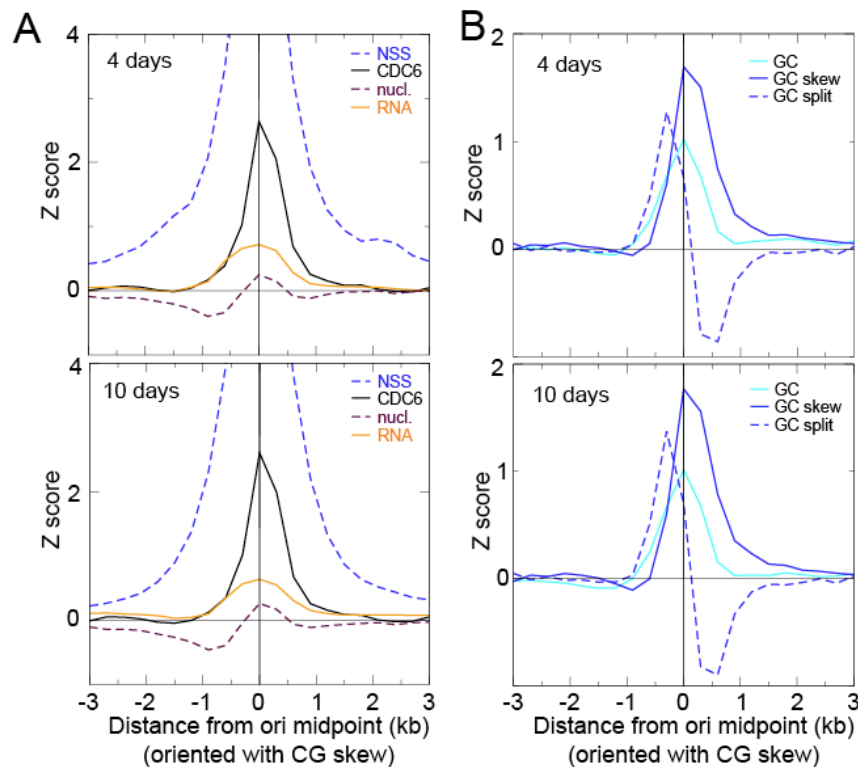 A
4 days
NSS
CDC6
nucl.
RNA
Z score
4
2
0
10 days
NSS
CDC6
nucl.
RNA
Z score
4
2
0
-3 -2 -1 0 1 2 3
Distance from ori midpoint (kb)
(oriented with CG skew)
B
4 days
GC
GC skew
GC split
Z score
2
1
0
10 days
GC
GC skew
GC split
Z score
2
1
0
-3 -2 -1 0 1 2 3
Distance from ori midpoint (kb)
(oriented with CG skew)